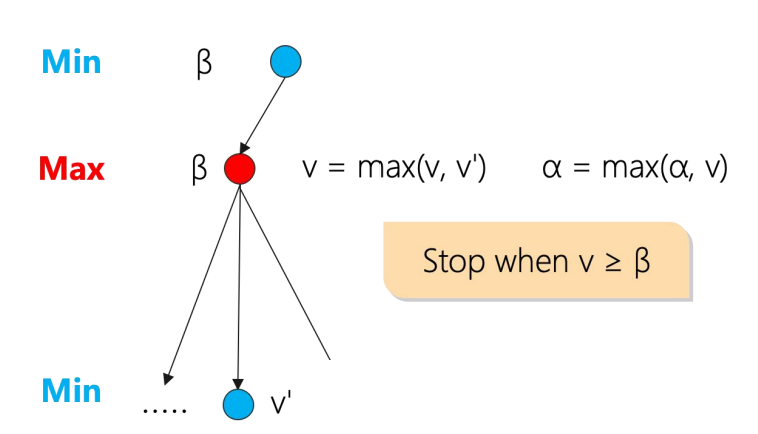 Min β
Max β v = max(v, v') α = max(α, v)
Stop when v ≥ β
Min ..... v'